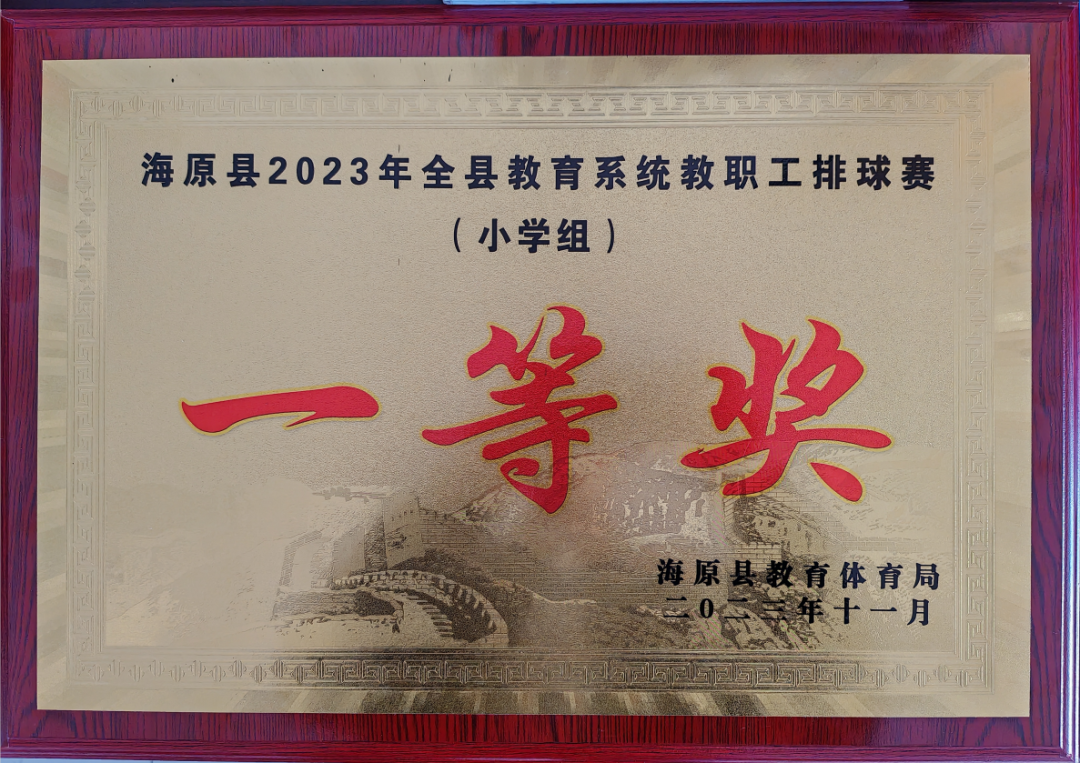 海原县2023年全县教育系统教职工排球赛
（小学组）
一等奖
海原县教育体育局
二〇二三年十一月